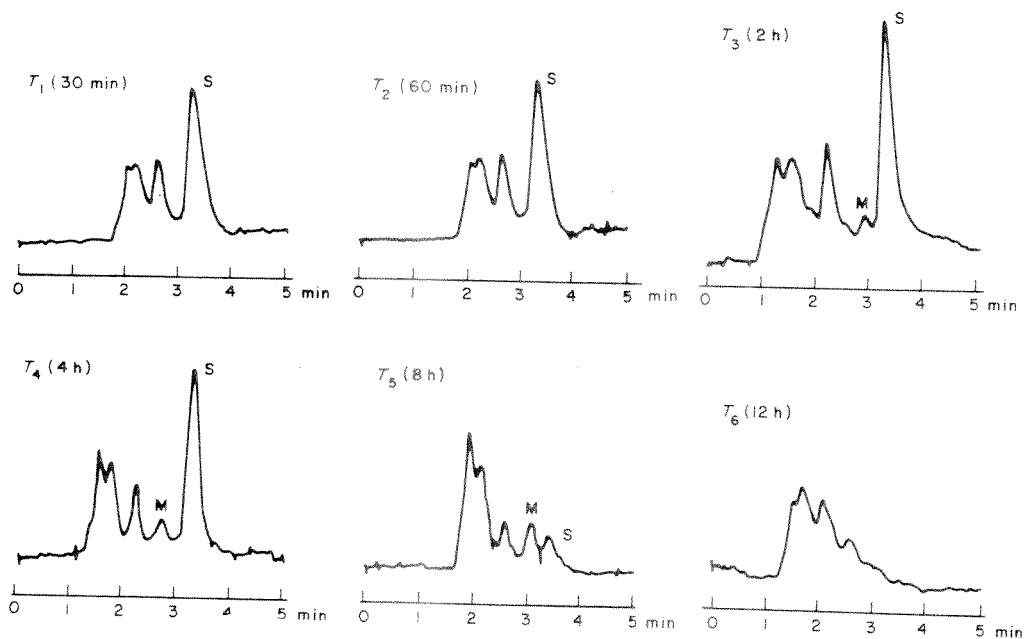 T1 (30 min)
S
0 1 2 3 4 5 min
T2 (60 min)
S
0 1 2 3 4 5 min
T3 (2 h)
S
M
0 1 2 3 4 5 min
T4 (4 h)
S
M
0 1 2 3 4 5 min
T5 (8 h)
M
S
0 1 2 3 4 5 min
T6 (12 h)
0 1 2 3 4 5 min